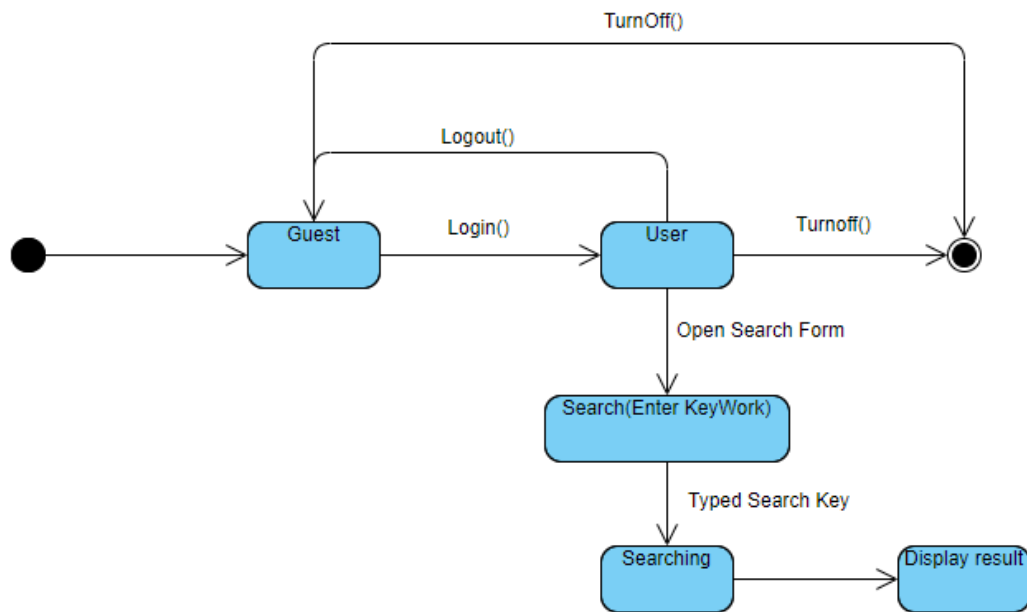 TurnOff()
Logout()
Guest
Login()
User
Turnoff()
Open Search Form
Search(Enter KeyWork)
Typed Search Key
Searching
Display result